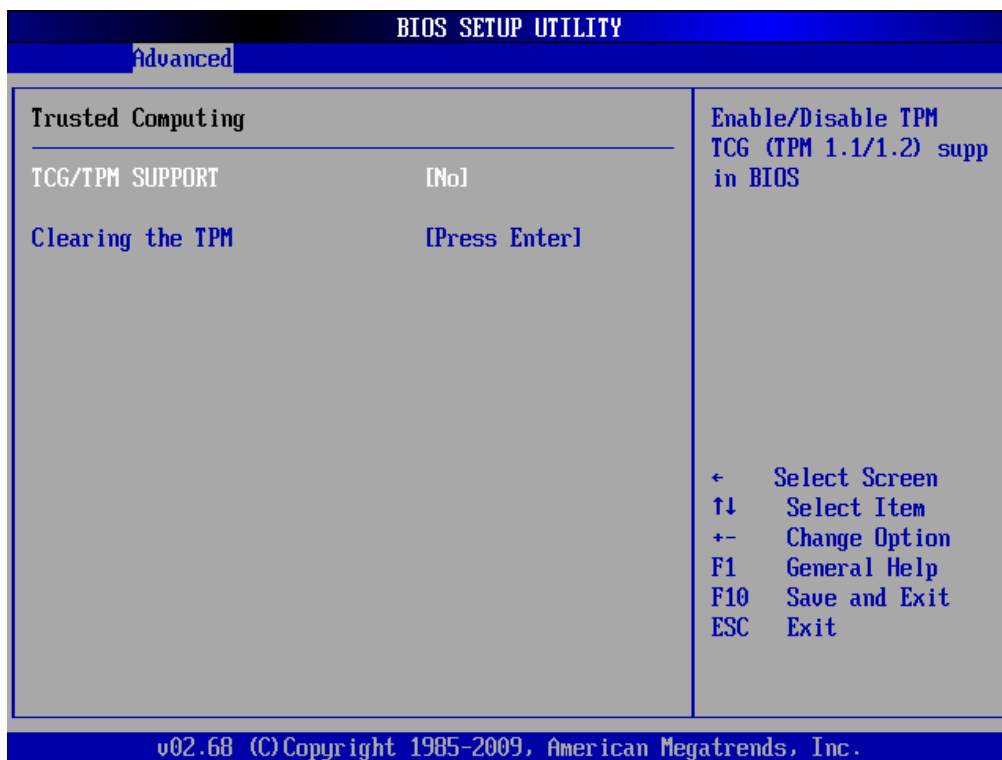 BIOS SETUP UTILITY
Advanced
Trusted Computing
TCG/TPM SUPPORT [No]
Clearing the TPM [Press Enter]
Enable/Disable TPM
TCG (TPM 1.1/1.2) supp
in BIOS
← Select Screen
↑↓ Select Item
+- Change Option
F1 General Help
F10 Save and Exit
ESC Exit
v02.68 (C)Copyright 1985-2009, American Megatrends, Inc.